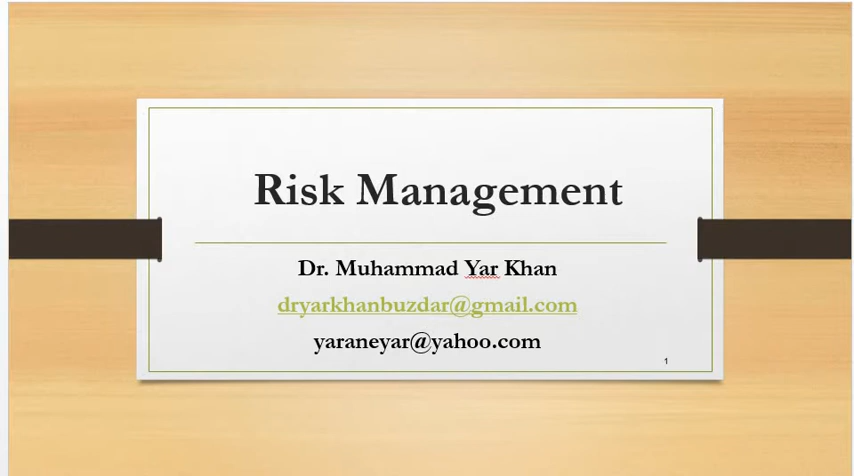 Risk Management
Dr. Muhammad Yar Khan
dryarkhanbuzdar@gmail.com
yaraneyar@yahoo.com
1